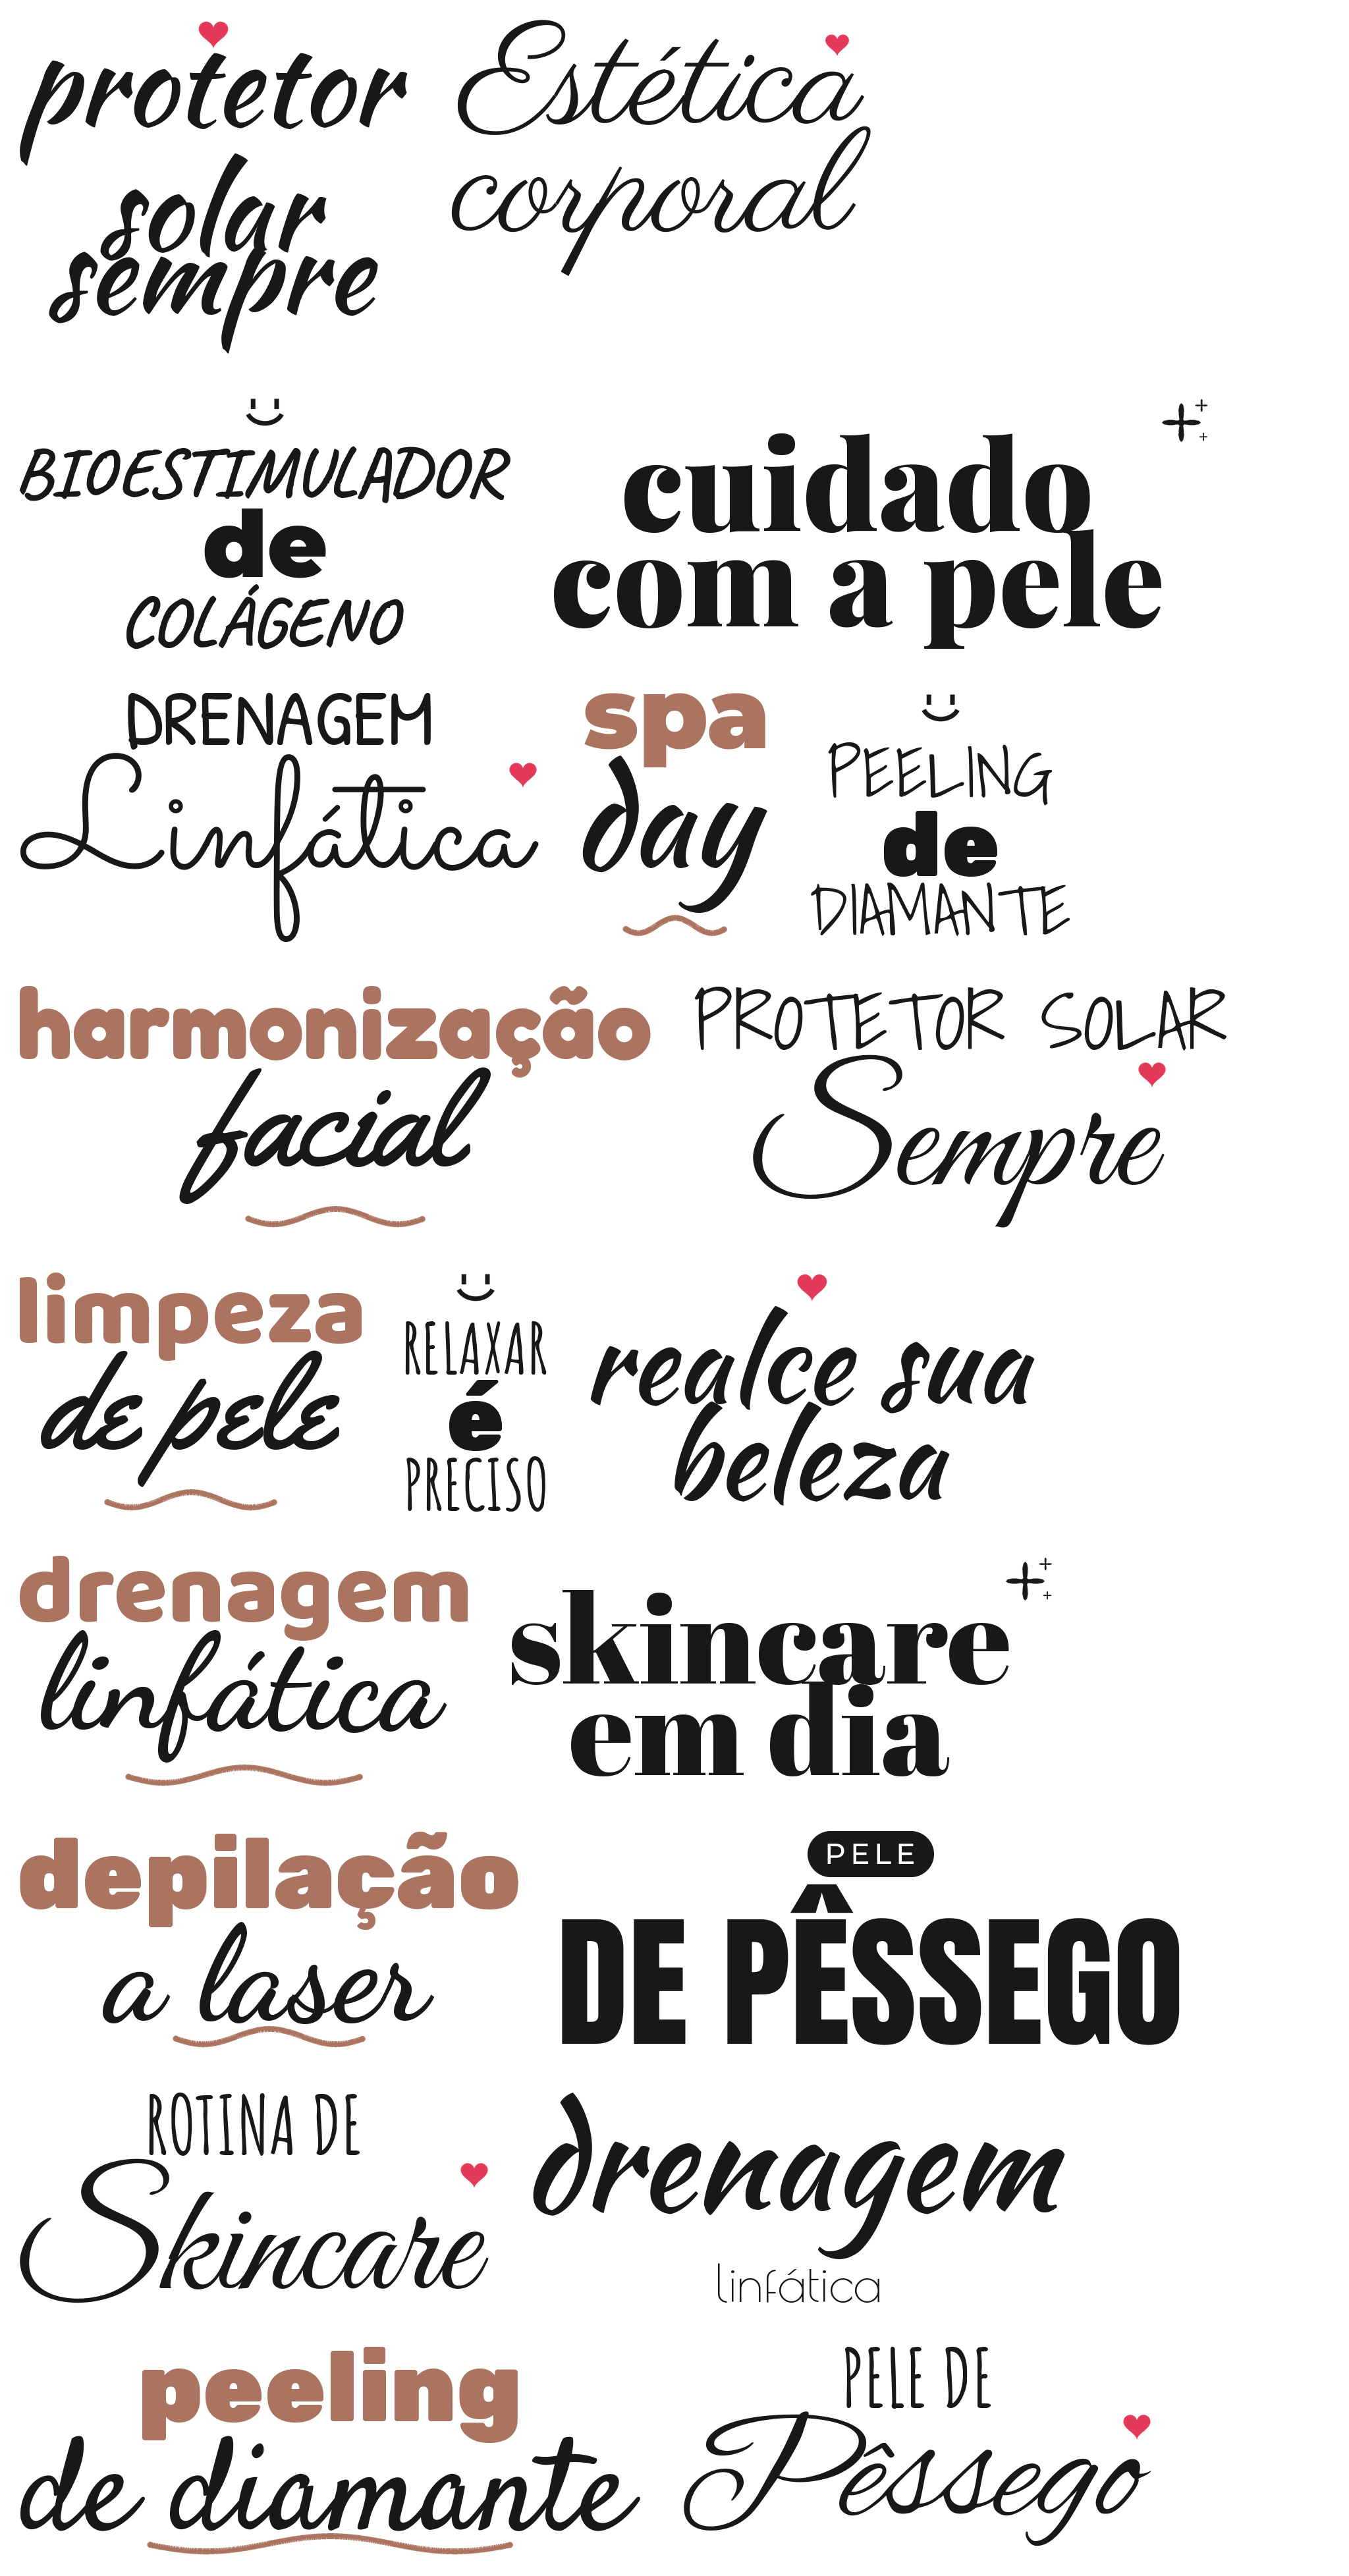 protetor
solar
sempre
Estética
corporal
BIOESTIMULADOR
de
COLÁGENO
cuidado
com a pele
DRENAGEM
Linfática
spa
day
PEELING
de
DIAMANTE
harmonização
facial
PROTETOR SOLAR
Sempre
limpeza
de pele
RELAXAR
é
PRECISO
realce sua
beleza
drenagem
linfática
skincare
em dia
depilação
a laser
PELE
DE PÊSSEGO
ROTINA DE
Skincare
drenagem
linfática
peeling
de diamante
PELE DE
Pêssego